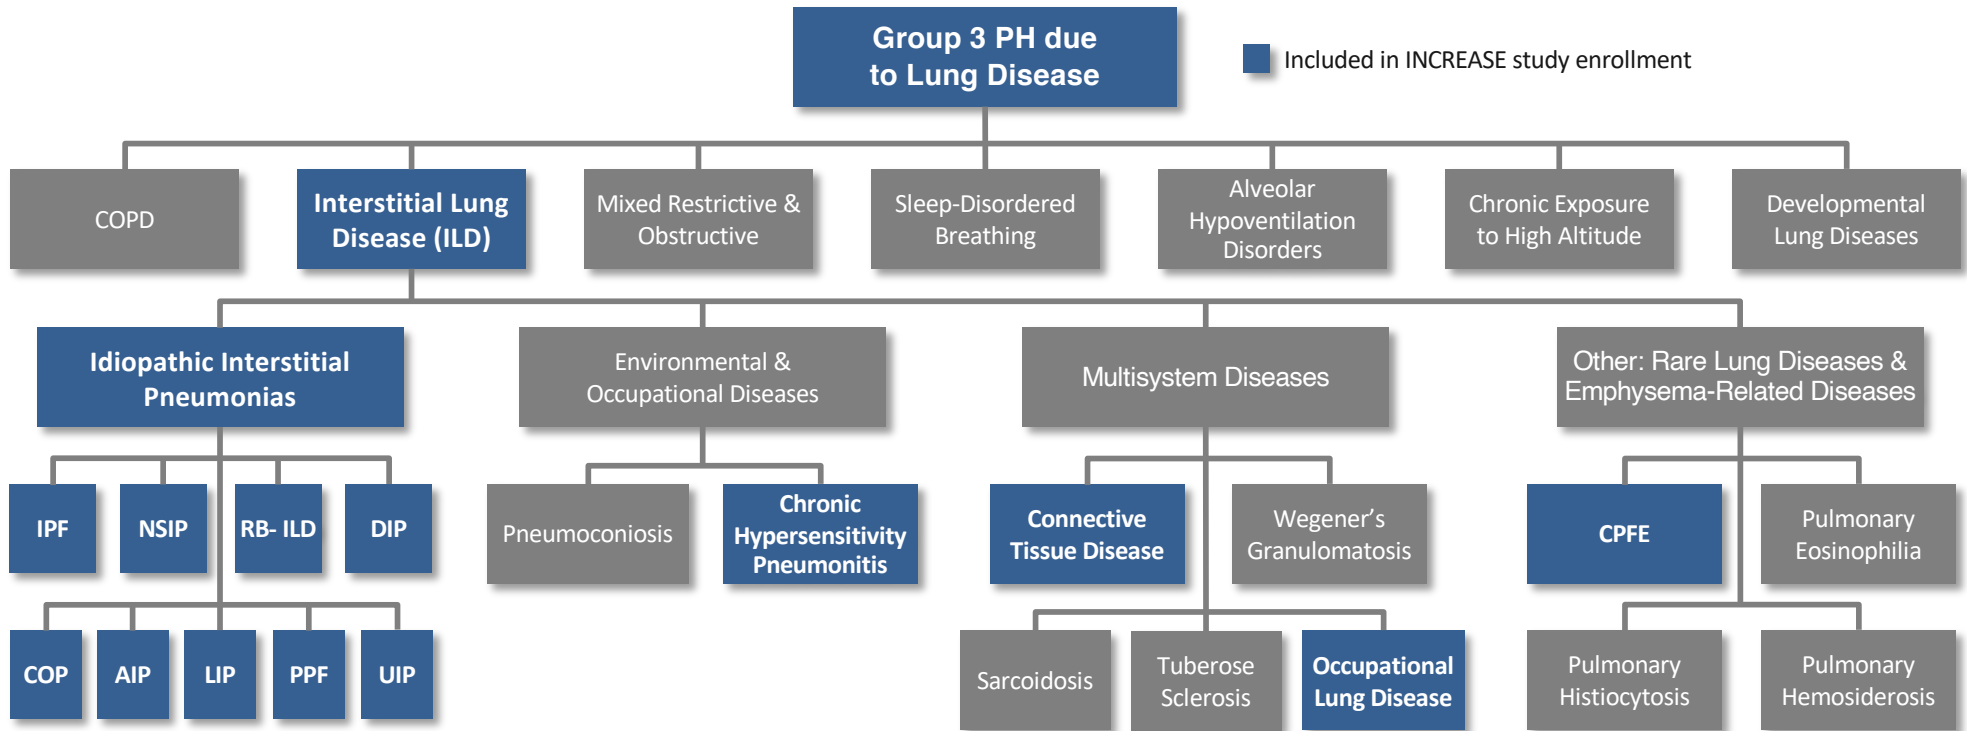 Group 3 PH due
to Lung Disease
Included in INCREASE study enrollment
COPD
Interstitial Lung
Disease (ILD)
Mixed Restrictive &
Obstructive
Sleep-Disordered
Breathing
Alveolar
Hypoventilation
Disorders
Chronic Exposure
to High Altitude
Developmental
Lung Diseases
Idiopathic Interstitial
Pneumonias
Environmental &
Occupational Diseases
Multisystem Diseases
Other: Rare Lung Diseases &
Emphysema-Related Diseases
IPF
NSIP
RB- ILD
DIP
Pneumoconiosis
Chronic
Hypersensitivity
Pneumonitis
Connective
Tissue Disease
Wegener’s
Granulomatosis
CPFE
Pulmonary
Eosinophilia
COP
AIP
LIP
PPF
UIP
Sarcoidosis
Tuberose
Sclerosis
Occupational
Lung Disease
Pulmonary
Histiocytosis
Pulmonary
Hemosiderosis